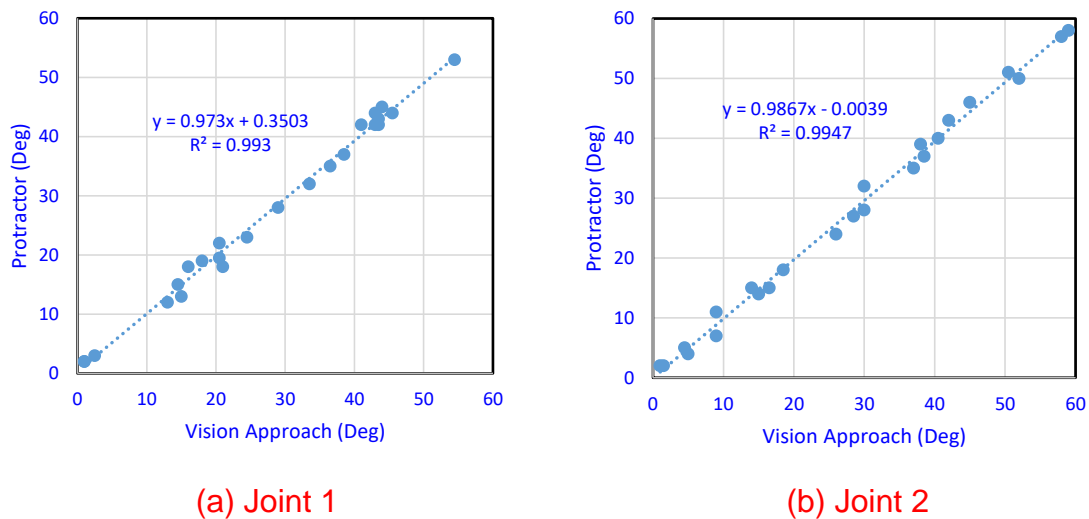 60
50
40
30
20
10
0
Protractor (Deg)
y = 0.973x + 0.3503
R² = 0.993
0 10 20 30 40 50 60
Vision Approach (Deg)
(a) Joint 1
60
50
40
30
20
10
0
Protractor (Deg)
y = 0.9867x - 0.0039
R² = 0.9947
0 10 20 30 40 50 60
Vision Approach (Deg)
(b) Joint 2